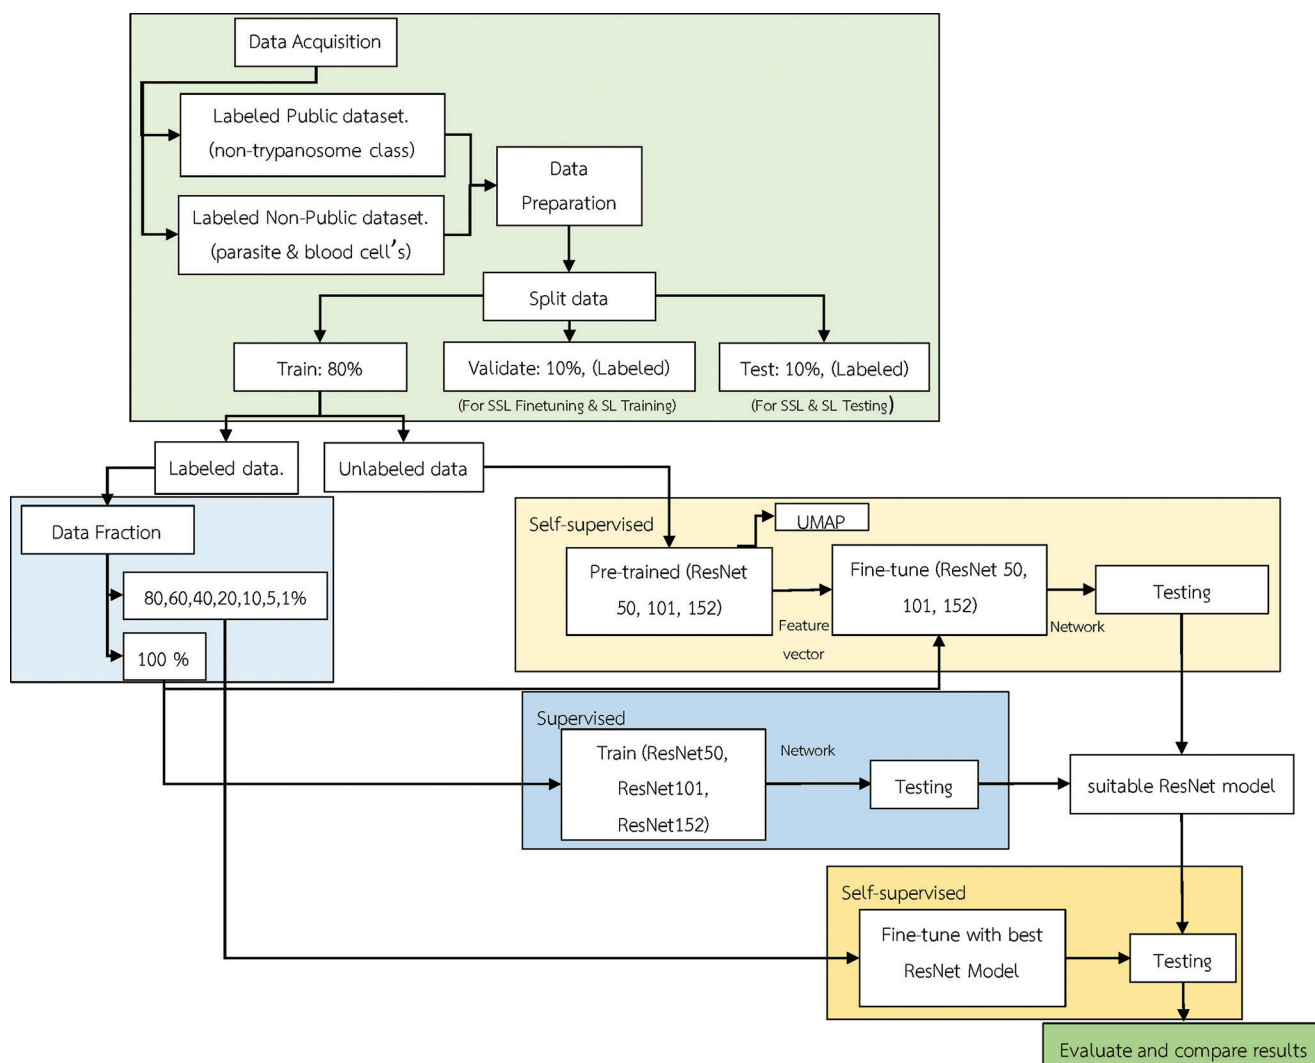 Data Acquisition
Labeled Public dataset.
(non-trypanosome class)
Labeled Non-Public dataset.
(parasite & blood cell's)
Data
Preparation
Split data
Train: 80%
Validate: 10%, (Labeled)
Test: 10%, (Labeled)
(For SSL Finetuning & SL Training)
(For SSL & SL Testing)
Labeled data.
Unlabeled data
Data Fraction
80,60,40,20,10,5,1%
100 %
Self-supervised
UMAP
Pre-trained (ResNet
50, 101, 152)
Feature
vector
Fine-tune (ResNet 50,
101, 152)
Network
Testing
Supervised
Train (ResNet50,
ResNet101,
ResNet152)
Network
Testing
suitable ResNet model
Self-supervised
Fine-tune with best
ResNet Model
Testing
Evaluate and compare results